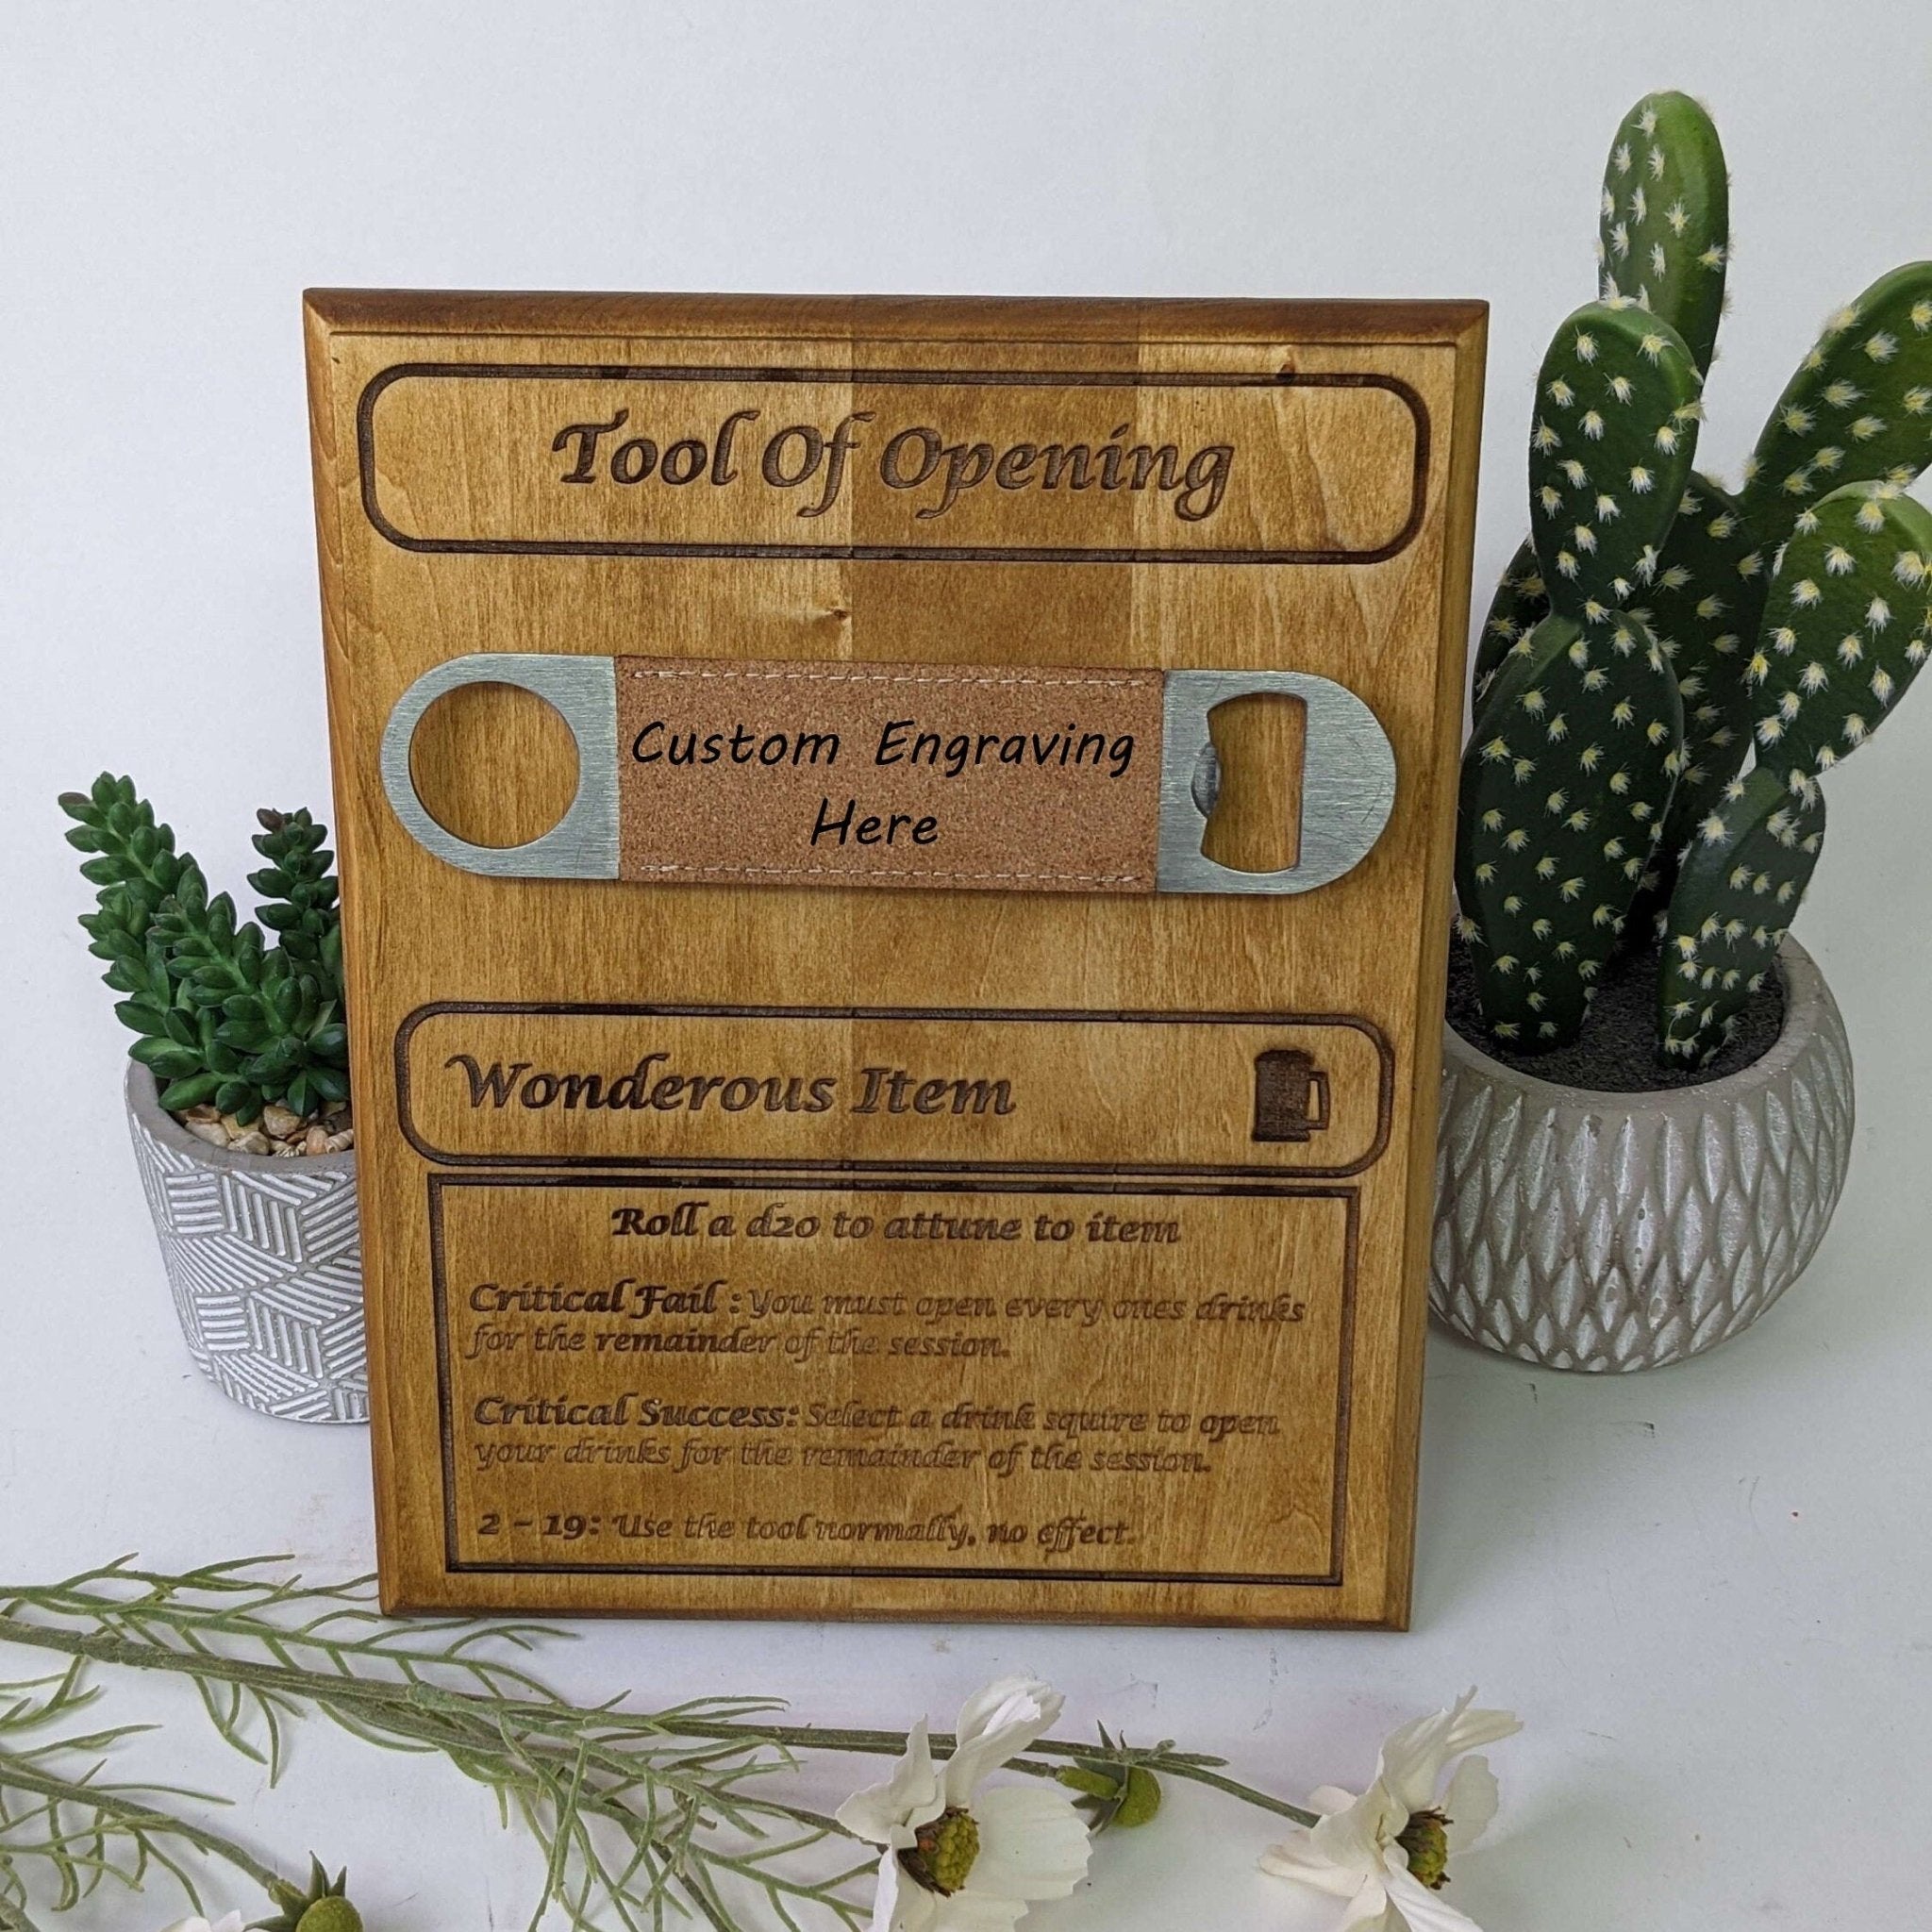 Tool Of Opening
Custom Engraving
Here
Wonderous Item
Roll a d20 to attune to item
Critical Fail : You must open every ones drinks
for the remainder of the session.
Critical Success: Select a drink squire to open
your drinks for the remainder of the session.
2 - 19: Use the tool normally, no effect.